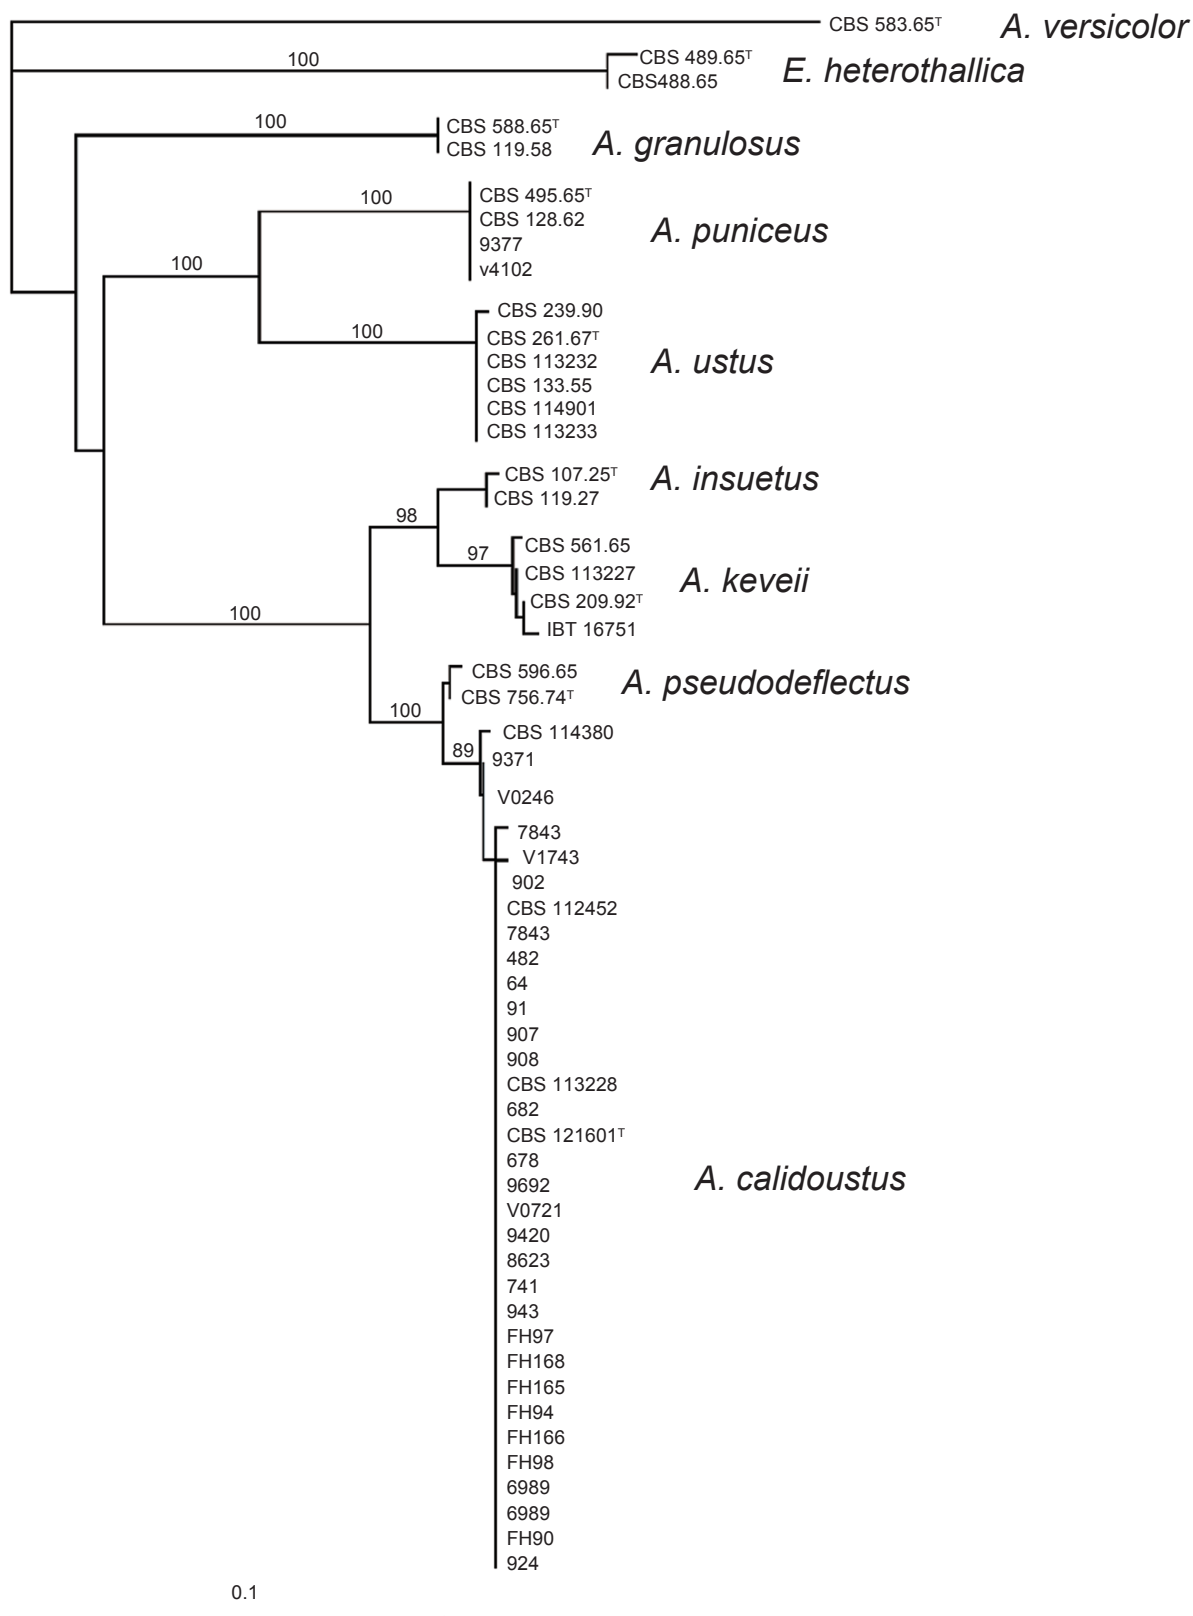 CBS 583.65ᵀ A. versicolor
100
CBS 489.65ᵀ
E. heterothallica
CBS488.65
100
CBS 588.65ᵀ
A. granulosus
CBS 119.58
100
CBS 495.65ᵀ
CBS 128.62
A. puniceus
9377
v4102
100
CBS 239.90
100
CBS 261.67ᵀ
CBS 113232
A. ustus
CBS 133.55
CBS 114901
CBS 113233
CBS 107.25ᵀ
A. insuetus
CBS 119.27
98
CBS 561.65
97
CBS 113227
A. keveii
CBS 209.92ᵀ
IBT 16751
100
CBS 596.65
A. pseudodeflectus
CBS 756.74ᵀ
100
CBS 114380
89
9371
V0246
7843
V1743
902
CBS 112452
7843
482
64
91
907
908
CBS 113228
682
CBS 121601ᵀ
678
A. calidoustus
9692
V0721
9420
8623
741
943
FH97
FH168
FH165
FH94
FH166
FH98
6989
6989
FH90
924
0.1